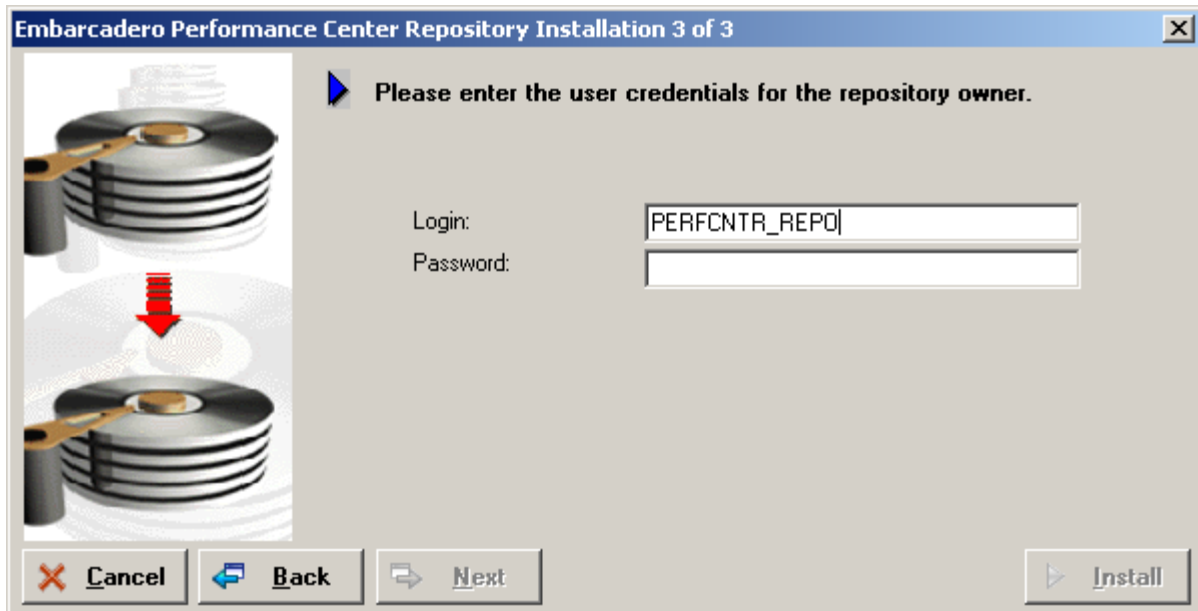 Embarcadero Performance Center Repository Installation 3 of 3
Please enter the user credentials for the repository owner.
Login:
PERFCNTR_REPO
Password:
Cancel
Back
Next
Install